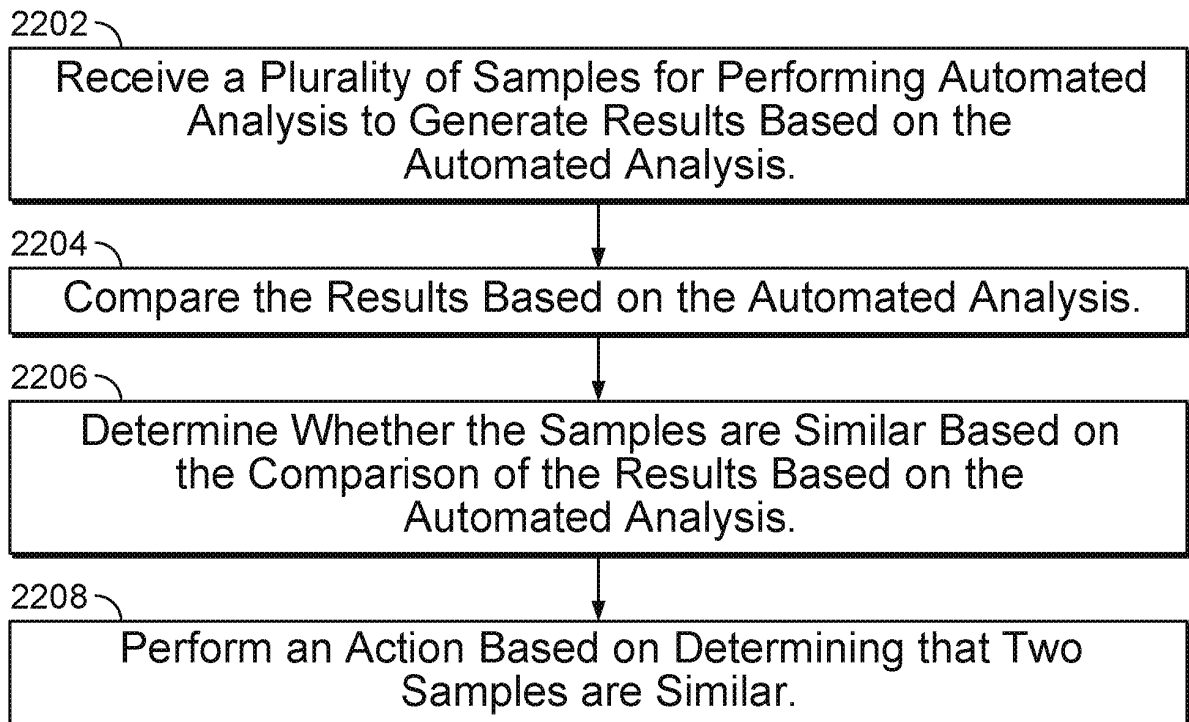 2202
Receive a Plurality of Samples for Performing Automated
Analysis to Generate Results Based on the
Automated Analysis.
2204
Compare the Results Based on the Automated Analysis.
2206
Determine Whether the Samples are Similar Based on
the Comparison of the Results Based on the
Automated Analysis.
2208
Perform an Action Based on Determining that Two
Samples are Similar.